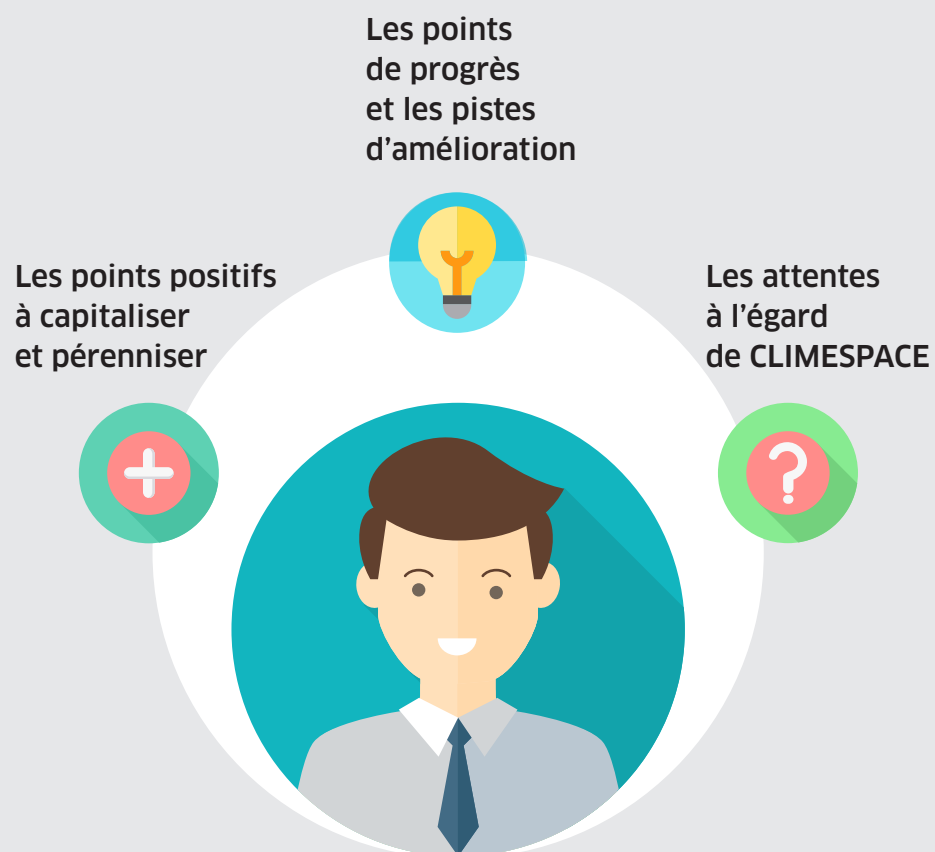 Les points
de progrès
et les pistes
d'amélioration
Les points positifs
à capitaliser
et pérenniser
Les attentes
à l'égard
de CLIMESPACE